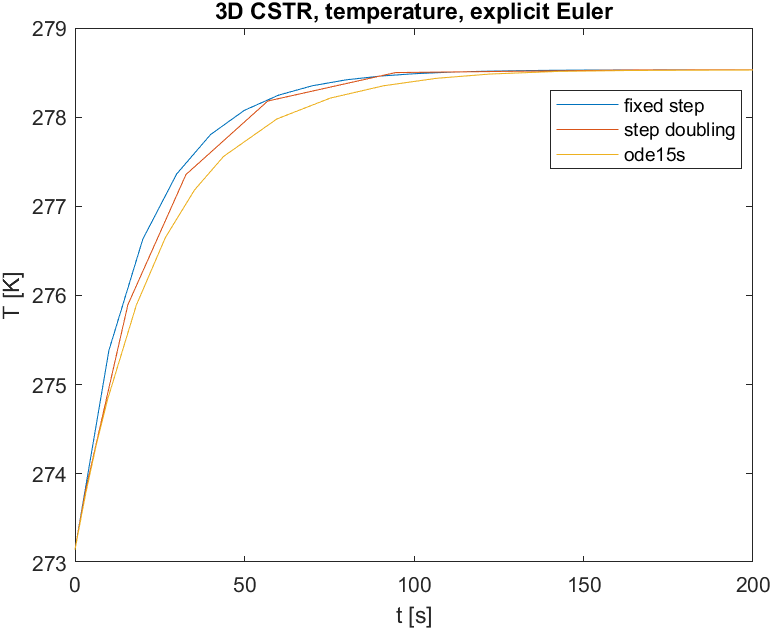 3D CSTR, temperature, explicit Euler
279
278
277
276
275
274
273
T [K]
fixed step
step doubling
ode15s
0
50
100
150
200
t [s]